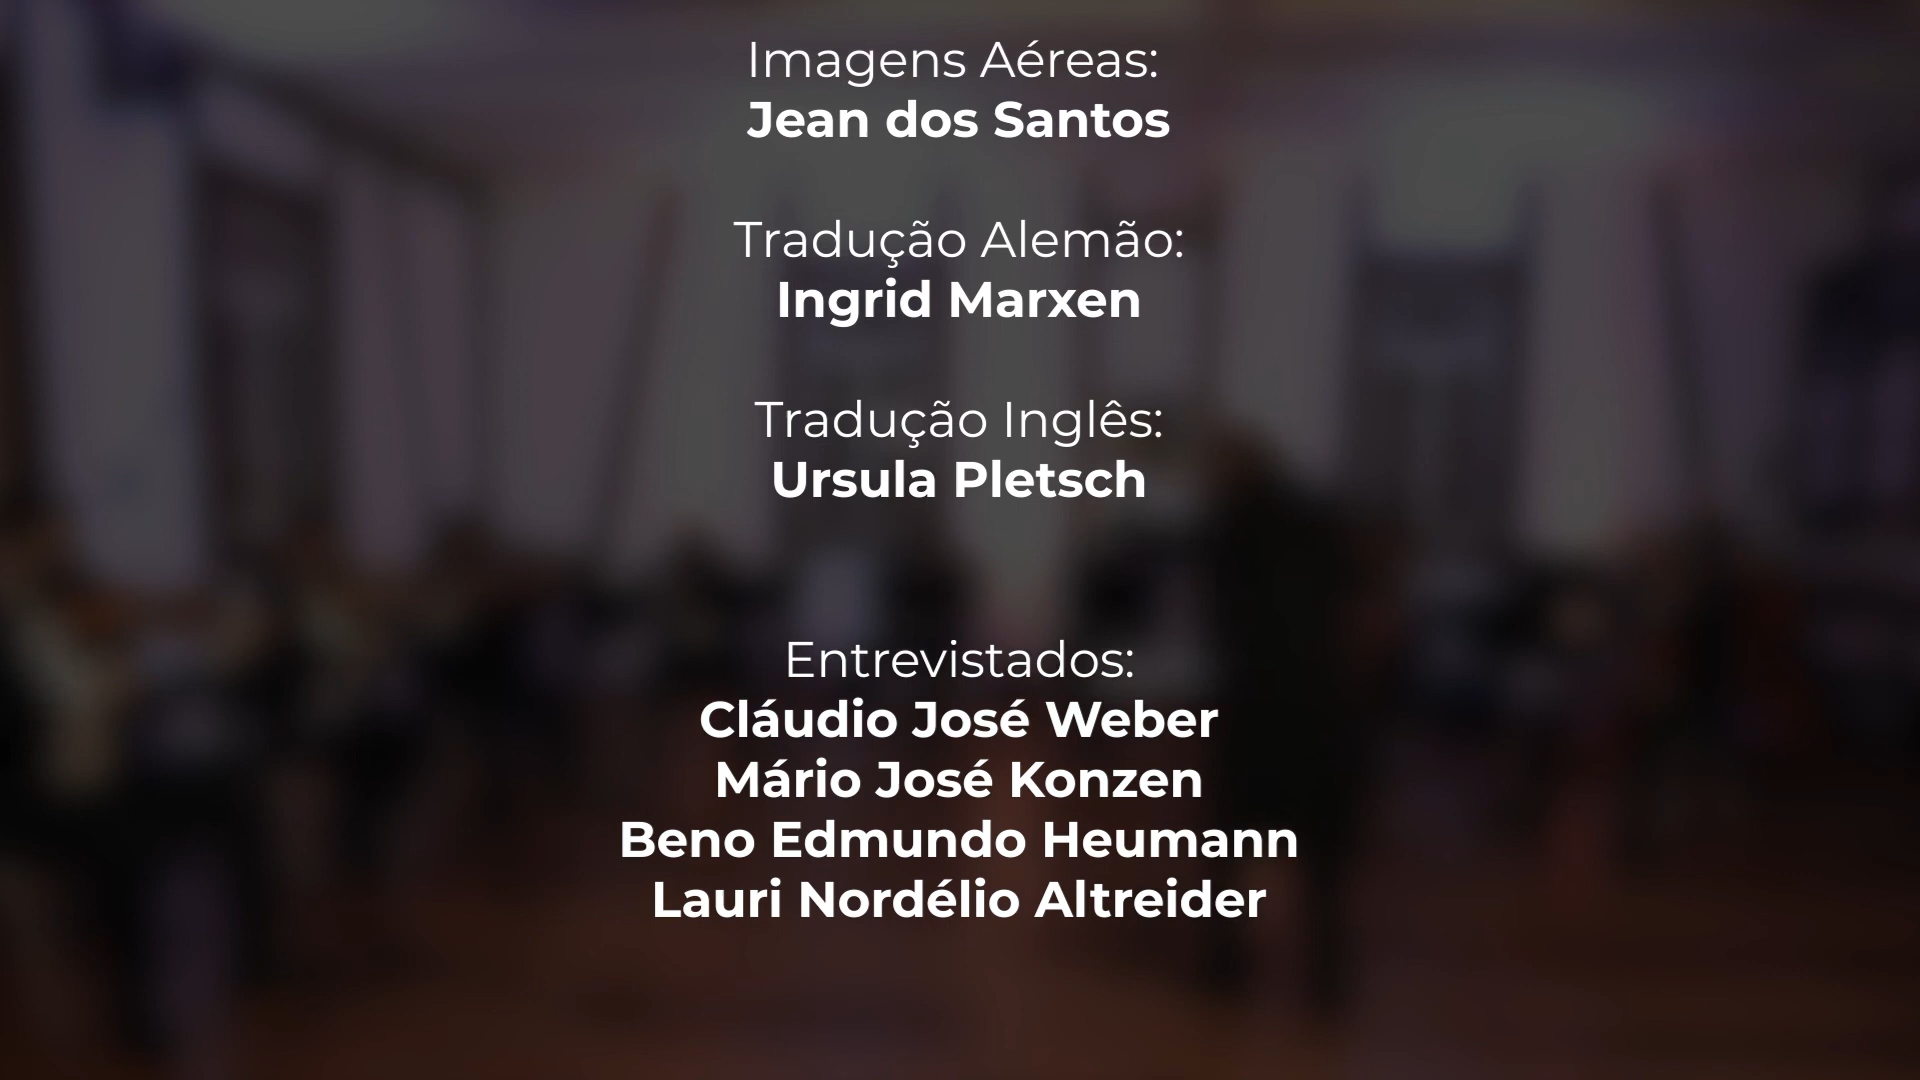 Imagens Aéreas:
Jean dos Santos
Tradução Alemão:
Ingrid Marxen
Tradução Inglês:
Ursula Pletsch
Entrevistados:
Cláudio José Weber
Mário José Konzen
Beno Edmundo Heumann
Lauri Nordélio Altreider